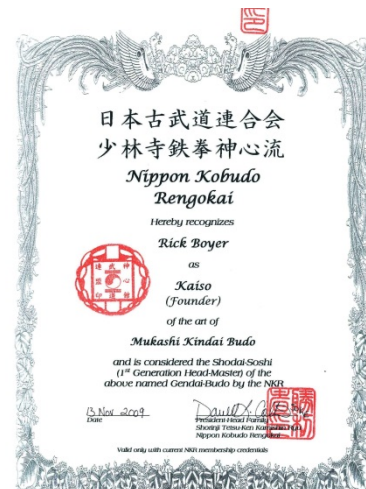 日本古武道連合会
少林寺鉄拳神心流
Nippon Kobudo
Rengokai
Hereby recognizes
Rick Boyer
as
Kaiso
(Founder)
of the art of
Mukashi Kindai Budo
and is considered the Shodai-Soshi
(1st Generation Head-Master) of the
above named Gendai-Budo by the NKR
13 Nov 2009
Date
President-Head Family
Nippon Kobudo Rengokai
Valid only with current NKR membership credentials